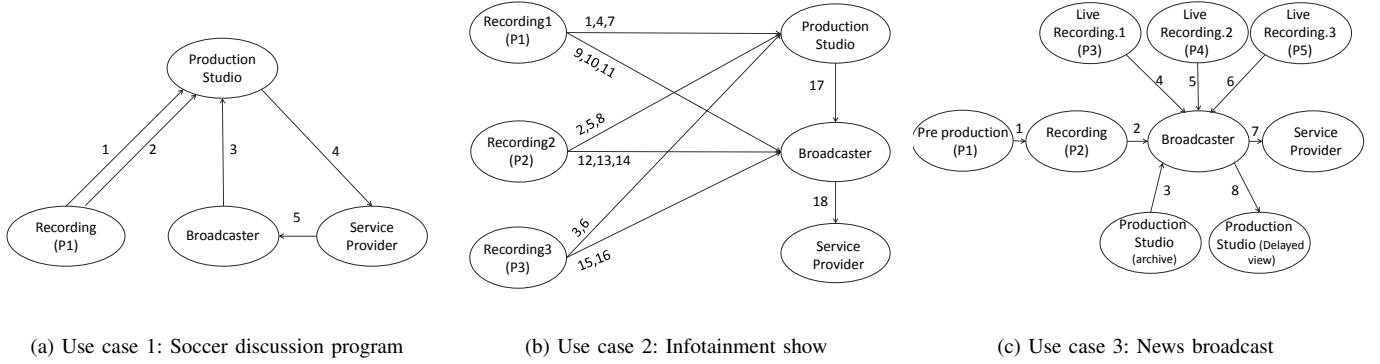 Production
Studio
1
2
3
4
5
Recording
(P1)
Broadcaster
Service
Provider
(a) Use case 1: Soccer discussion program
Recording1
(P1)
1,4,7
Production
Studio
9,10,11
17
2,5,8
Recording2
(P2)
12,13,14
Broadcaster
18
3,6
Recording3
(P3)
15,16
Service
Provider
(b) Use case 2: Infotainment show
Live
Recording.1
(P3)
Live
Recording.2
(P4)
Live
Recording.3
(P5)
4
5
6
Pre production
(P1)
1
Recording
(P2)
2
Broadcaster
7
Service
Provider
3
8
Production
Studio
(archive)
Production
Studio (Delayed
view)
(c) Use case 3: News broadcast